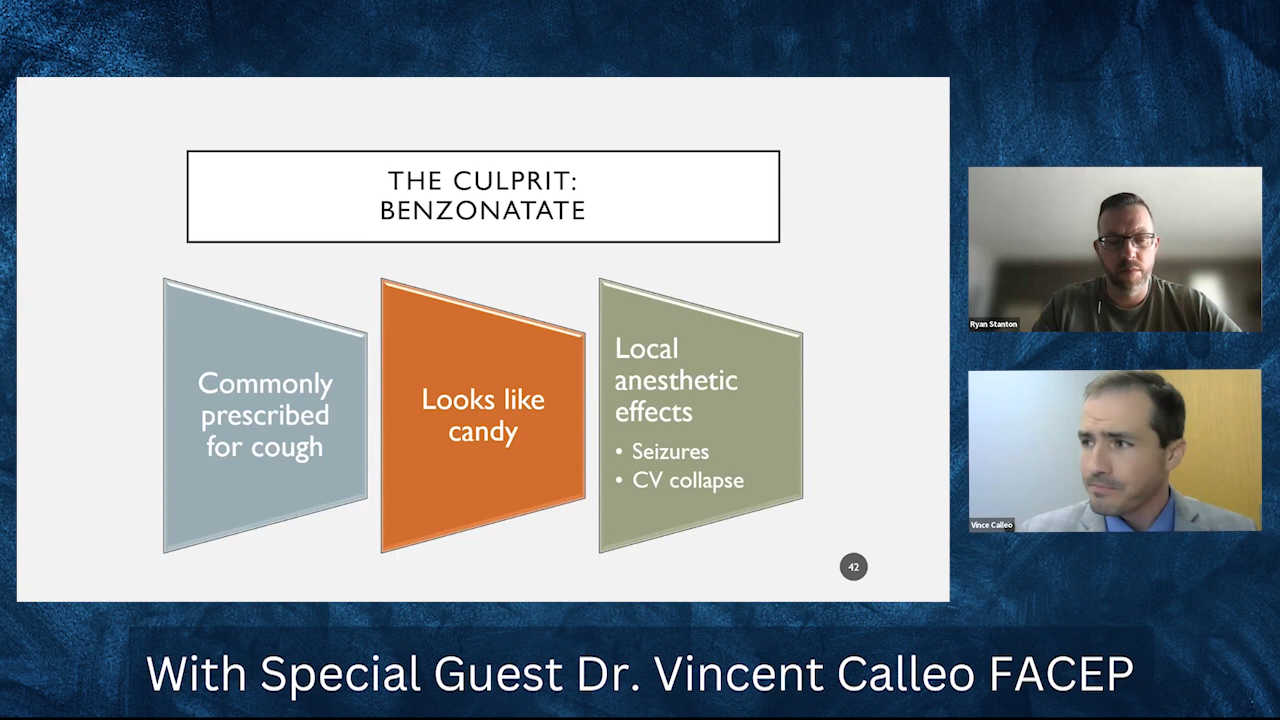 THE CULPRIT:
BENZONATATE
Commonly
prescribed
for cough
Looks like
candy
Local
anesthetic
effects
• Seizures
• CV collapse
42
Ryan Stanton
Vince Calleo
With Special Guest Dr. Vincent Calleo FACEP